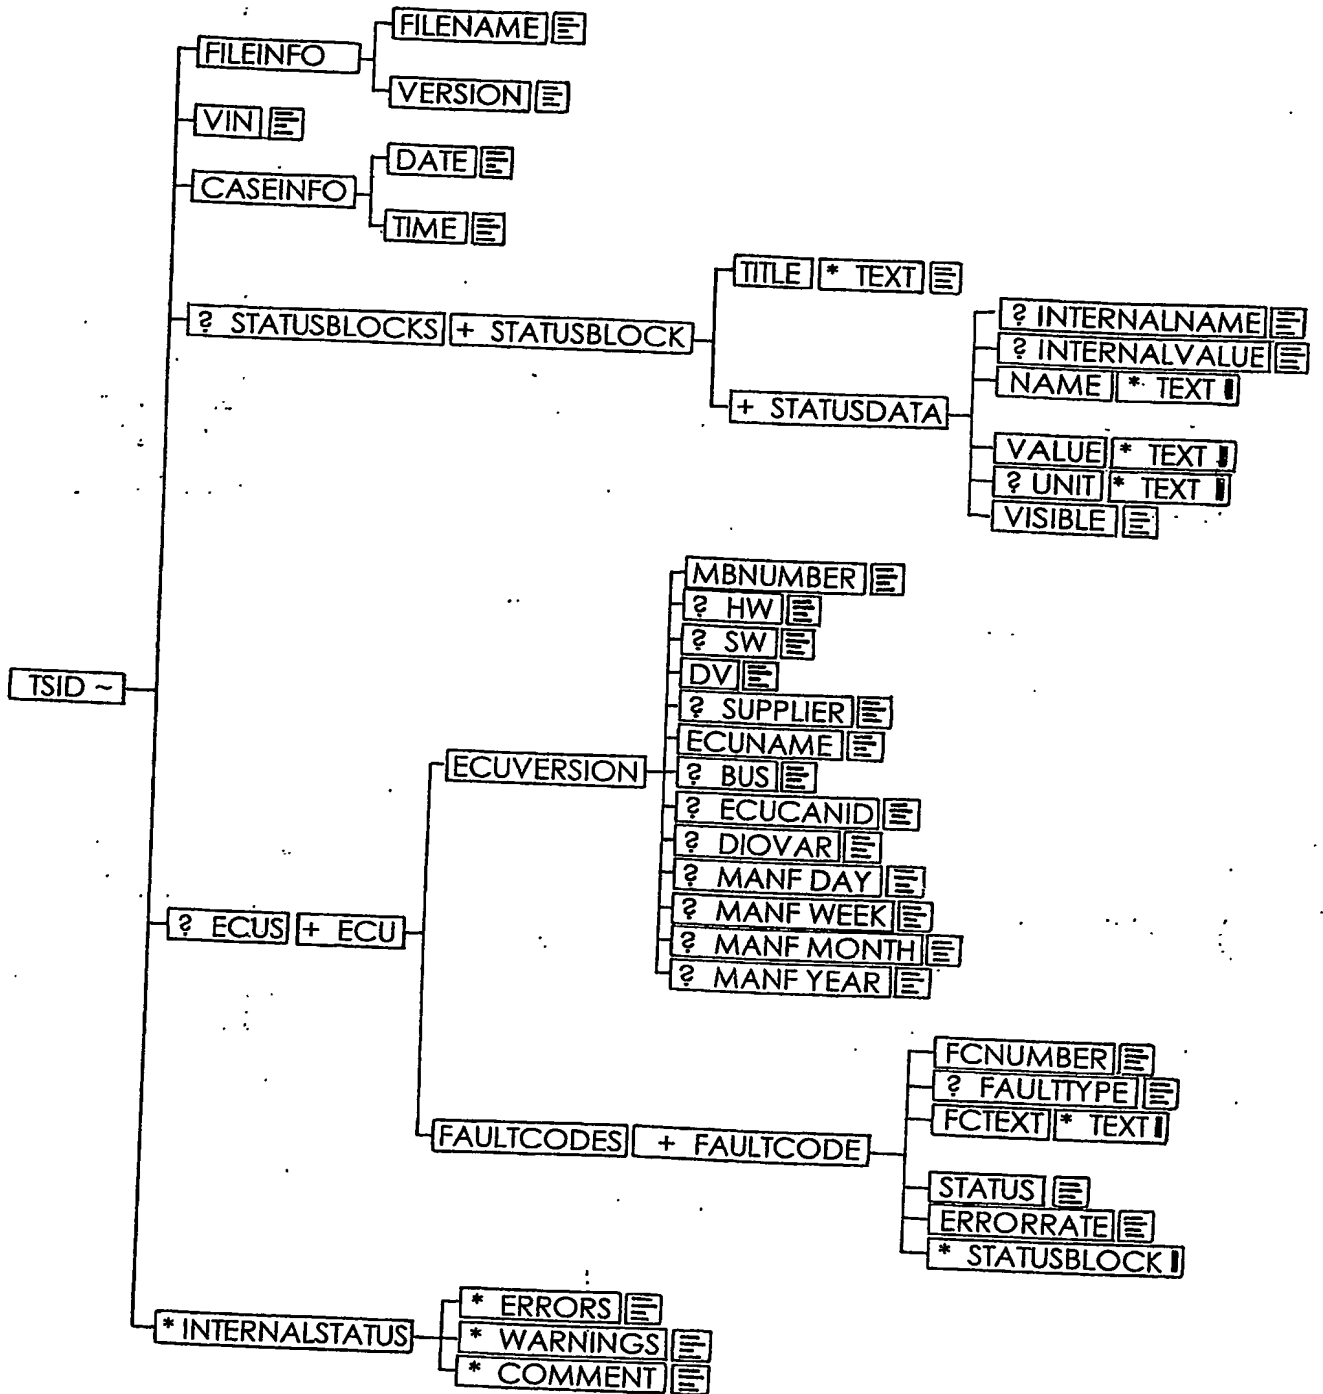 FILEINFO
FILENAME
VERSION
VIN
CASEINFO
DATE
TIME
? STATUSBLOCKS + STATUSBLOCK
TITLE * TEXT
+ STATUSDATA
? INTERNALNAME
? INTERNALVALUE
NAME * TEXT
VALUE * TEXT
? UNIT * TEXT
VISIBLE
TSID ~
? ECUS + ECU
ECUVERSION
MBNUMBER
? HW
? SW
DV
? SUPPLIER
ECUNAME
? BUS
? ECUCANID
? DIOVAR
? MANF DAY
? MANF WEEK
? MANF MONTH
? MANF YEAR
FAULTCODES + FAULTCODE
FCNUMBER
? FAULTTYPE
FCTEXT * TEXT
STATUS
ERRORRATE
* STATUSBLOCK
* INTERNALSTATUS
* ERRORS
* WARNINGS
* COMMENT